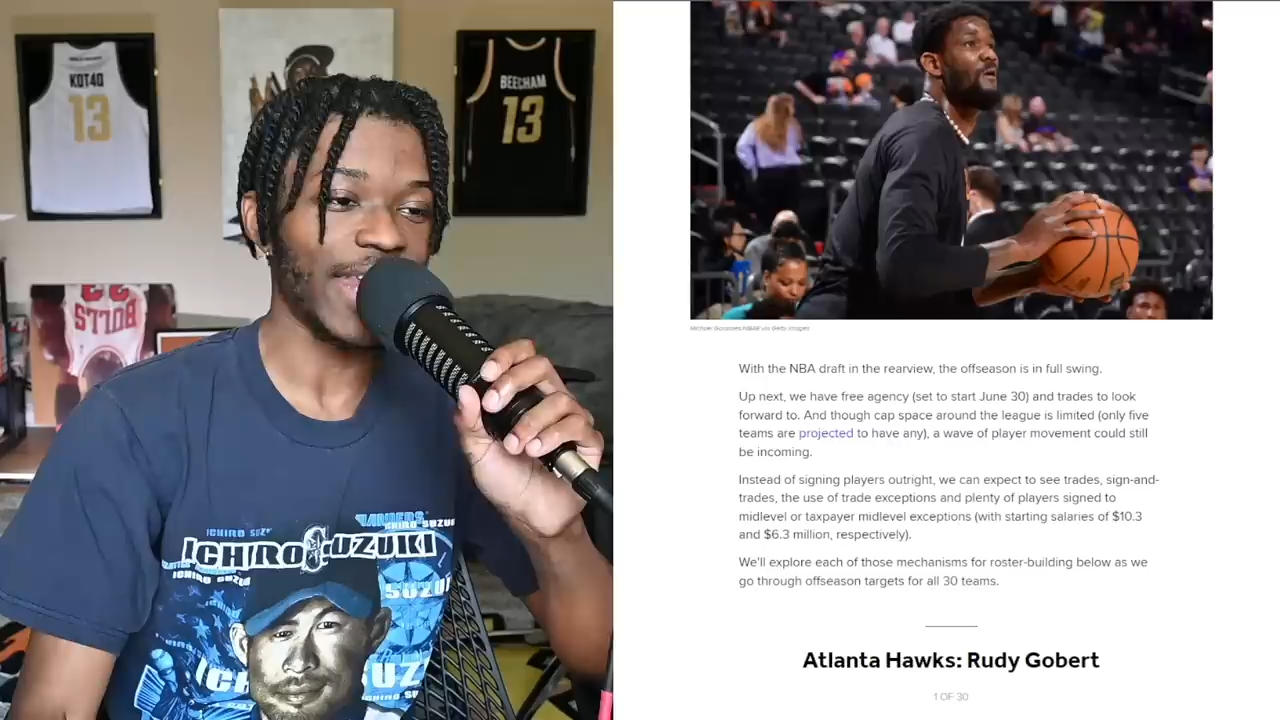 KOT4Q
13
BEECHAM
13
BULLS
ICHIRO SUZUKI
SUZU
With the NBA draft in the rearview, the offseason is in full swing.
Up next, we have free agency (set to start June 30) and trades to look
forward to. And though cap space around the league is limited (only five
teams are projected to have any), a wave of player movement could still
be incoming.
Instead of signing players outright, we can expect to see trades, sign-and-
trades, the use of trade exceptions and plenty of players signed to
midlevel or taxpayer midlevel exceptions (with starting salaries of $10.3
and $6.3 million, respectively).
We'll explore each of those mechanisms for roster-building below as we
go through offseason targets for all 30 teams.
Atlanta Hawks: Rudy Gobert
1 OF 30